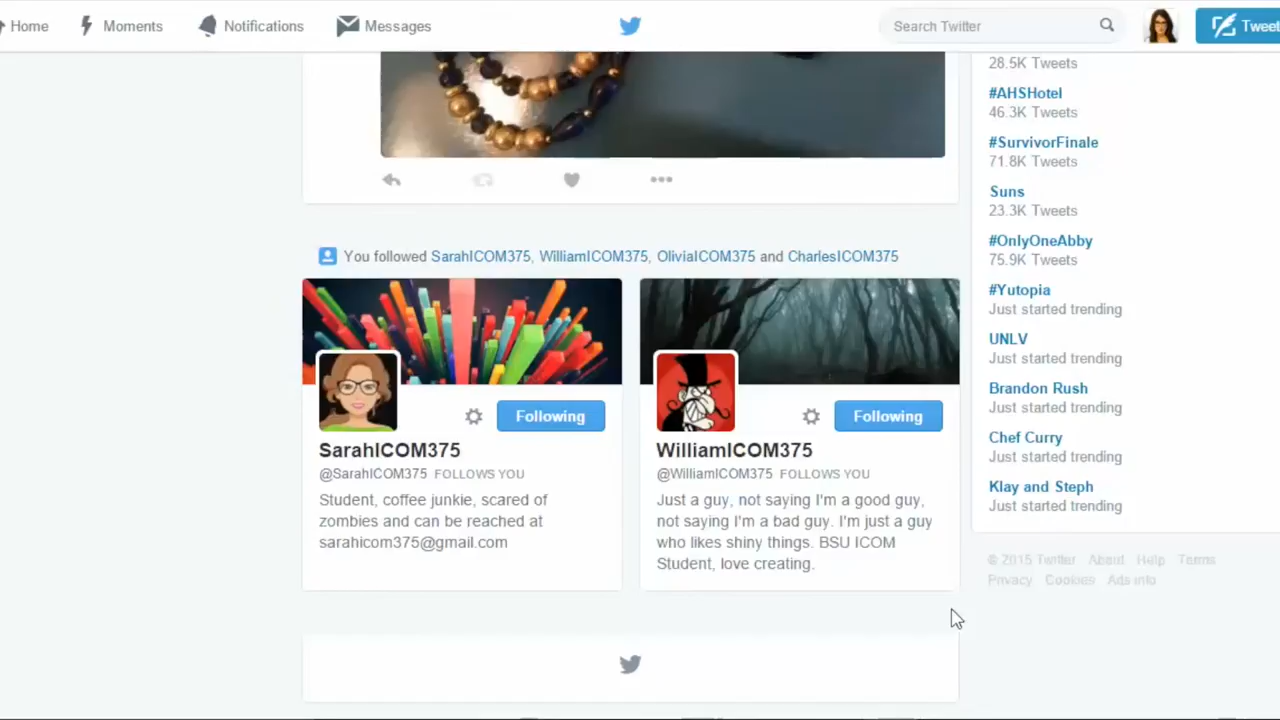 Home Moments Notifications Messages Search Twitter Tweet
28.5K Tweets
#AHSHotel
46.3K Tweets
#SurvivorFinale
71.8K Tweets
Suns
23.3K Tweets
#OnlyOneAbby
75.9K Tweets
#Yutopia
Just started trending
UNLV
Just started trending
Brandon Rush
Just started trending
Chef Curry
Just started trending
Klay and Steph
Just started trending
© 2015 Twitter About Help Terms
Privacy Cookies Ads info
You followed SarahICOM375, WilliamICOM375, OliviaICOM375 and CharlesICOM375
Following
SarahICOM375
@SarahICOM375 FOLLOWS YOU
Student, coffee junkie, scared of
zombies and can be reached at
sarahicom375@gmail.com
Following
WilliamICOM375
@WilliamICOM375 FOLLOWS YOU
Just a guy, not saying I'm a good guy,
not saying I'm a bad guy. I'm just a guy
who likes shiny things. BSU ICOM
Student, love creating.